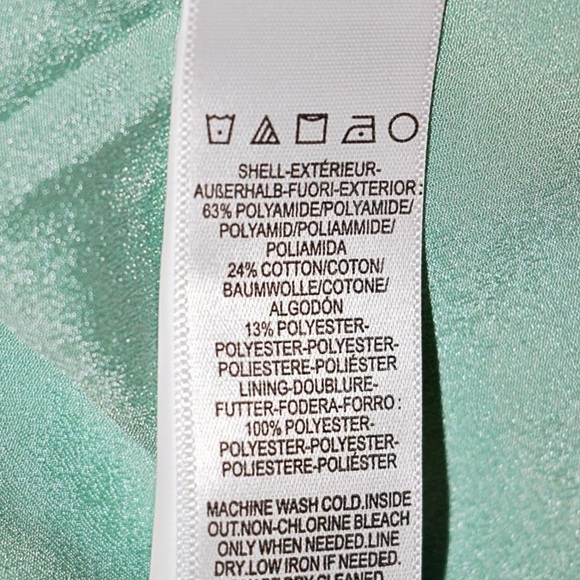 SHELL-EXTÉRIEUR-
AUßERHALB-FUORI-EXTERIOR:
63% POLYAMIDE/POLYAMIDE/
POLYAMID/POLIAMMIDE/
POLIAMIDA
24% COTTON/COTON/
BAUMWOLLE/COTONE/
ALGODÓN
13% POLYESTER-
POLYESTER-POLYESTER-
POLIESTERE-POLIÉSTER
LINING-DOUBLURE-
FUTTER-FODERA-FORRO:
100% POLYESTER-
POLYESTER-POLYESTER-
POLIESTERE-POLIÉSTER
MACHINE WASH COLD.INSIDE
OUT.NON-CHLORINE BLEACH
ONLY WHEN NEEDED.LINE
DRY.LOW IRON IF NEEDED.
DRY CLEANED